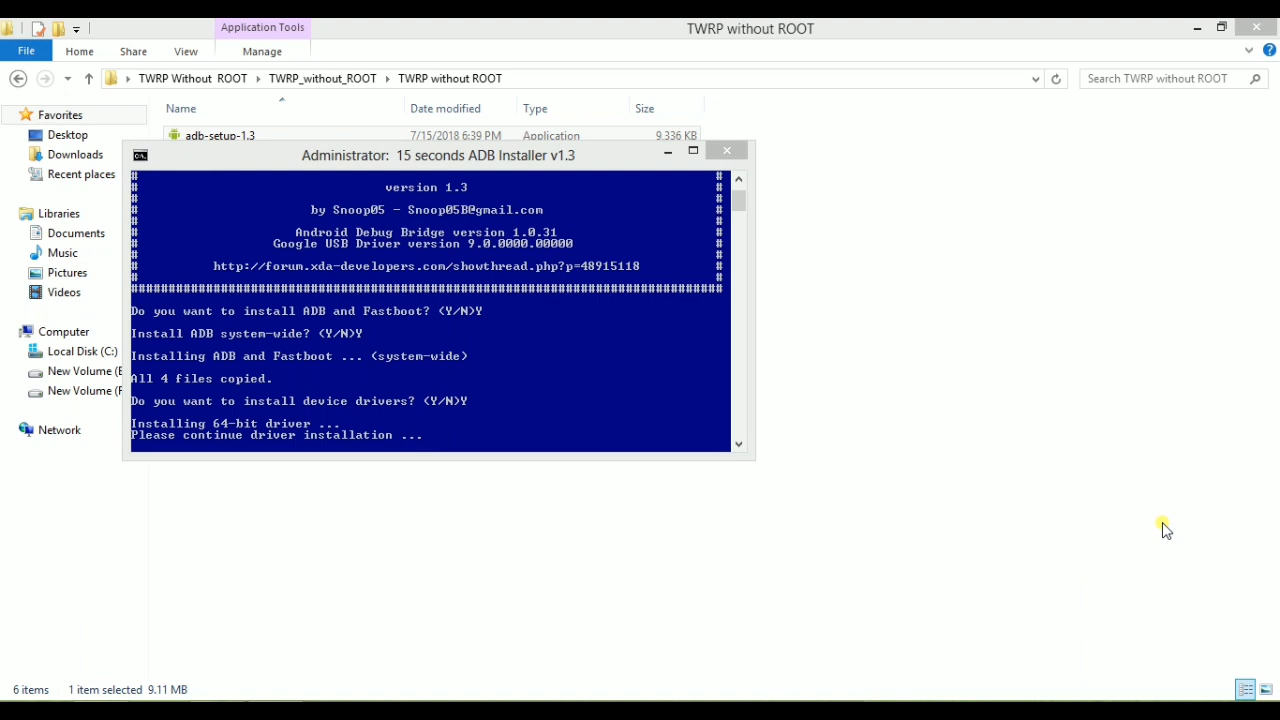 Application Tools
TWRP without ROOT
File Home Share View Manage
TWRP Without ROOT TWRP_without_ROOT TWRP without ROOT
Search TWRP without ROOT
Favorites
Desktop
Downloads
Recent places
Libraries
Documents
Music
Pictures
Videos
Computer
Local Disk (C:)
New Volume (E
New Volume (F
Network
Name Date modified Type Size
adb-setup-1.3 7/15/2018 6:39 PM Application 9,336 KB
Administrator: 15 seconds ADB Installer v1.3
# #
# version 1.3 #
# #
# by Snoop05 - Snoop05B@gmail.com #
# #
# Android Debug Bridge version 1.0.31 #
# Google USB Driver version 9.0.0000.00000 #
# #
# http://forum.xda-developers.com/showthread.php?p=48915118 #
# #
###############################################################################
Do you want to install ADB and Fastboot? (Y/N)Y
Install ADB system-wide? (Y/N)Y
Installing ADB and Fastboot ... (system-wide)
All 4 files copied.
Do you want to install device drivers? (Y/N)Y
Installing 64-bit driver ...
Please continue driver installation ...
6 items 1 item selected 9.11 MB